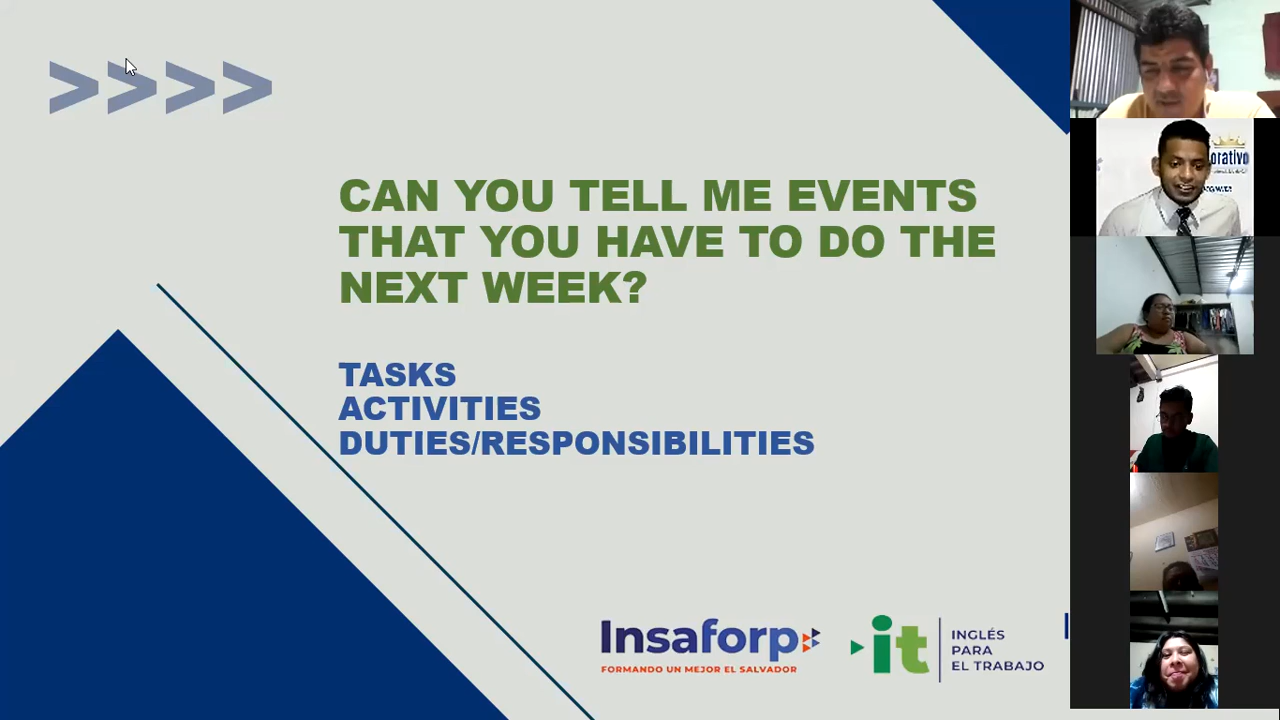 >>>>
CAN YOU TELL ME EVENTS
THAT YOU HAVE TO DO THE
NEXT WEEK?
TASKS
ACTIVITIES
DUTIES/RESPONSIBILITIES
Insaforp
FORMANDO UN MEJOR EL SALVADOR
it
INGLÉS
PARA
EL TRABAJO
orativo